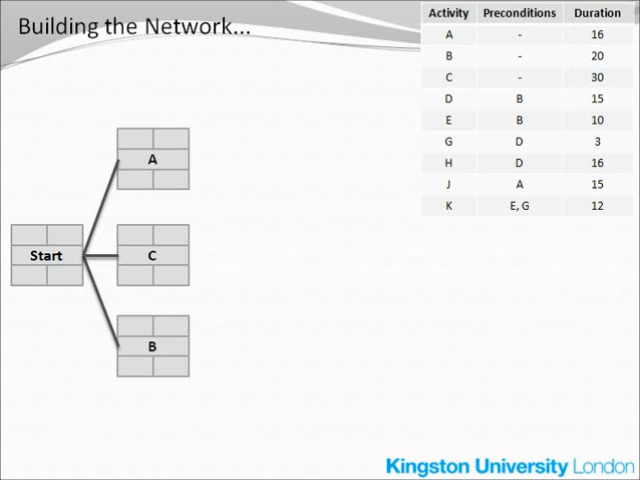 Building the Network...
Activity Preconditions Duration
A - 16
B - 20
C - 30
D B 15
E B 10
G D 3
H D 16
J A 15
K E, G 12
A
Start
C
B
Kingston University London